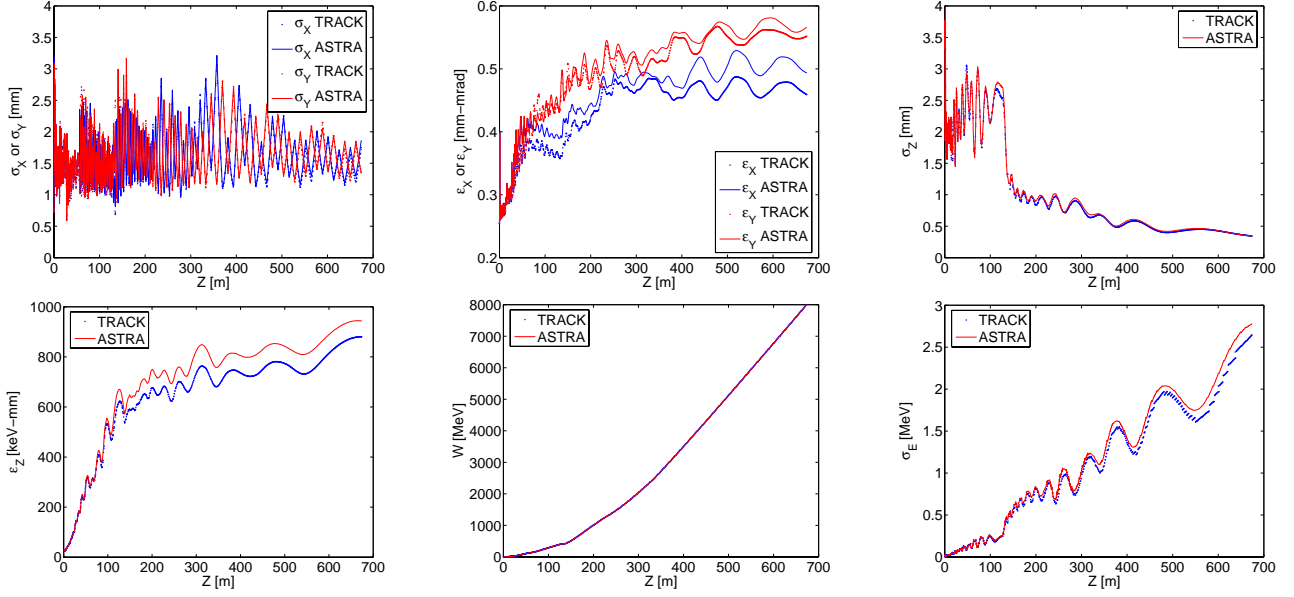 4
3.5
3
2.5
2
1.5
1
0.5
0
0 100 200 300 400 500 600 700
Z [m]
σX or σY [mm]
σX TRACK
σX ASTRA
σY TRACK
σY ASTRA
0.6
0.5
0.4
0.3
0.2
0 100 200 300 400 500 600 700
Z [m]
εX or εY [mm−mrad]
εX TRACK
εX ASTRA
εY TRACK
εY ASTRA
4
3.5
3
2.5
2
1.5
1
0.5
0
0 100 200 300 400 500 600 700
Z [m]
σZ [mm]
TRACK
ASTRA
1000
800
600
400
200
0
0 100 200 300 400 500 600 700
Z [m]
εZ [keV−mm]
TRACK
ASTRA
8000
7000
6000
5000
4000
3000
2000
1000
0
0 100 200 300 400 500 600 700
Z [m]
W [MeV]
TRACK
ASTRA
3
2.5
2
1.5
1
0.5
0
0 100 200 300 400 500 600 700
Z [m]
σE [MeV]
TRACK
ASTRA